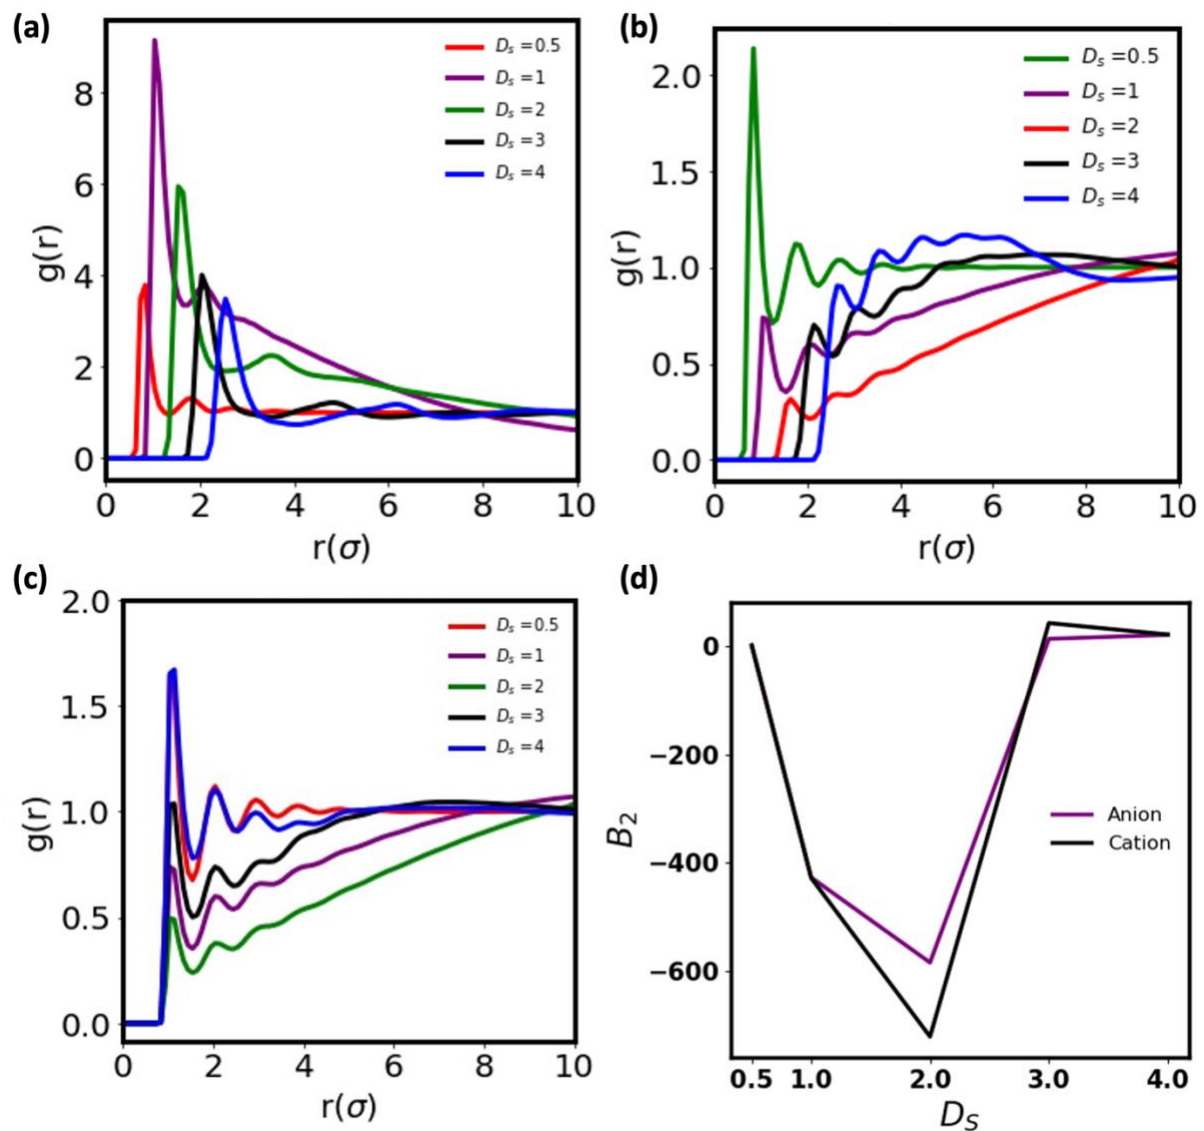 (a)
g(r)
8
6
4
2
0
D_s =0.5
D_s =1
D_s =2
D_s =3
D_s =4
0 2 4 6 8 10
r(σ)
(b)
g(r)
2.0
1.5
1.0
0.5
0.0
D_s =0.5
D_s =1
D_s =2
D_s =3
D_s =4
0 2 4 6 8 10
r(σ)
(c)
g(r)
2.0
1.5
1.0
0.5
0.0
D_s =0.5
D_s =1
D_s =2
D_s =3
D_s =4
0 2 4 6 8 10
r(σ)
(d)
B_2
0
−200
−400
−600
Anion
Cation
0.5 1.0 2.0 3.0 4.0
D_S